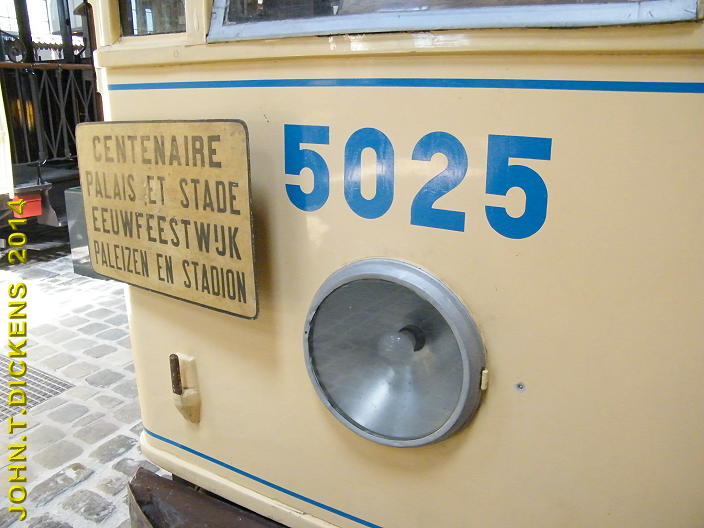 CENTENAIRE
PALAIS ET STADE
EEUWFEESTWIJK
PALEIZEN EN STADION
5025
JOHN.T.DICKENS 2014